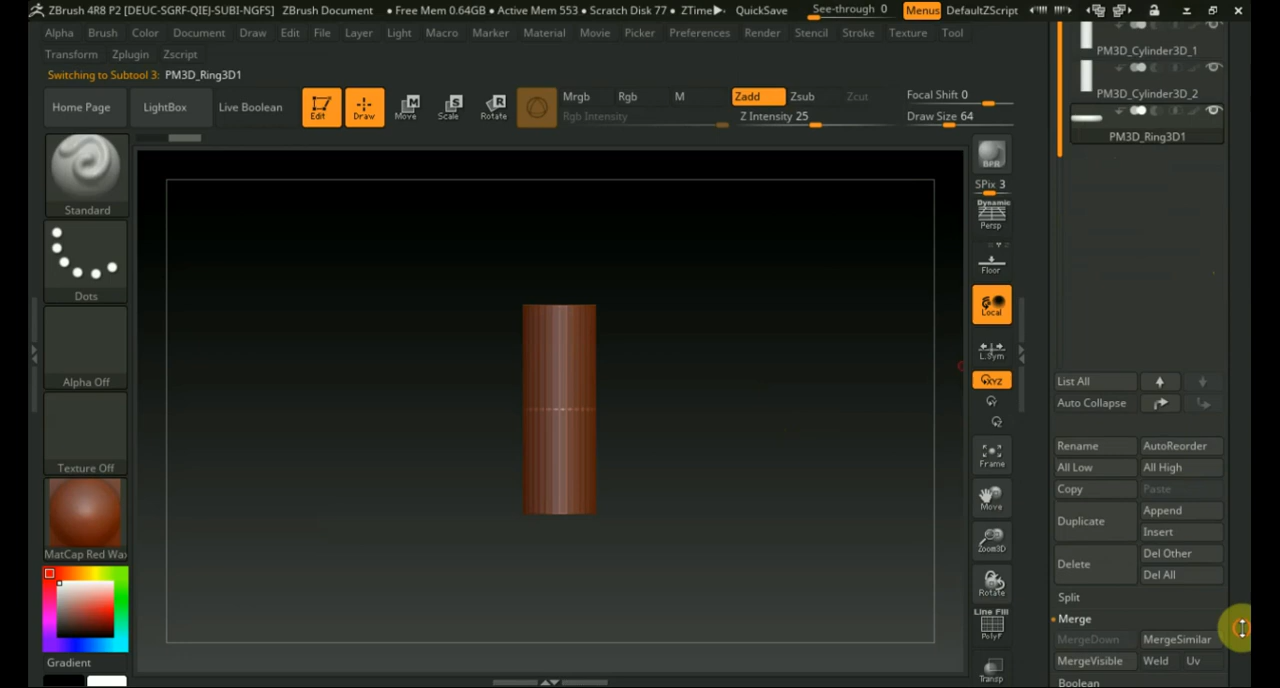 ZBrush 4R8 P2 [DEUC-SGRF-QIEJ-SUBI-NGFS] ZBrush Document • Free Mem 0.64GB • Active Mem 553 • Scratch Disk 77 • ZTime▶ QuickSave See-through 0 Menus DefaultZScript
Alpha Brush Color Document Draw Edit File Layer Light Macro Marker Material Movie Picker Preferences Render Stencil Stroke Texture Tool
Transform Zplugin Zscript
Switching to Subtool 3: PM3D_Ring3D1
Home Page LightBox Live Boolean Edit Draw Move Scale Rotate
Mrgb Rgb M Zadd Zsub Zcut Focal Shift 0
Rgb Intensity Z Intensity 25 Draw Size 64
Standard
Dots
Alpha Off
Texture Off
MatCap Red Wax
Gradient
BPR
SPix 3
Dynamic
Persp
Floor
Local
L.Sym
XYZ
Y
Z
Frame
Move
Zoom3D
Rotate
Line Fill
PolyF
Transp
PM3D_Cylinder3D_1
PM3D_Cylinder3D_2
PM3D_Ring3D1
List All
Auto Collapse
Rename AutoReorder
All Low All High
Copy Paste
Duplicate Append
Insert
Delete Del Other
Del All
Split
Merge
MergeDown MergeSimilar
MergeVisible Weld Uv
Boolean